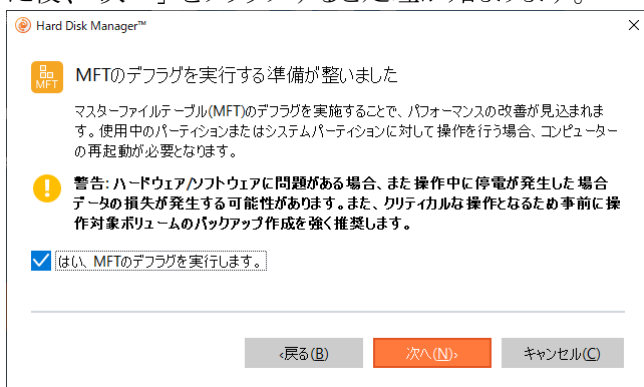 Hard Disk Manager™
MFT
MFTのデフラグを実行する準備が整いました
マスターファイルテーブル(MFT)のデフラグを実施することで、パフォーマンスの改善が見込まれま
す。使用中のパーティションまたはシステムパーティションに対して操作を行う場合、コンピューター
の再起動が必要となります。
警告: ハードウェア/ソフトウェアに問題がある場合、また操作中に停電が発生した場合
データの損失が発生する可能性があります。また、クリティカルな操作となるため事前に操
作対象ボリュームのバックアップ作成を強く推奨します。
はい、MFTのデフラグを実行します。
‹戻る(B)
次へ(N)›
キャンセル(C)